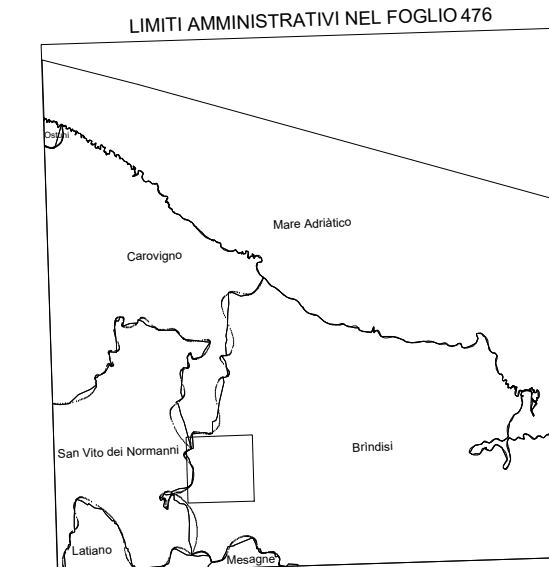 LIMITI AMMINISTRATIVI NEL FOGLIO 476
Ostuni
Mare Adriàtico
Carovigno
San Vito dei Normanni
Brìndisi
Latiano
Mesagne